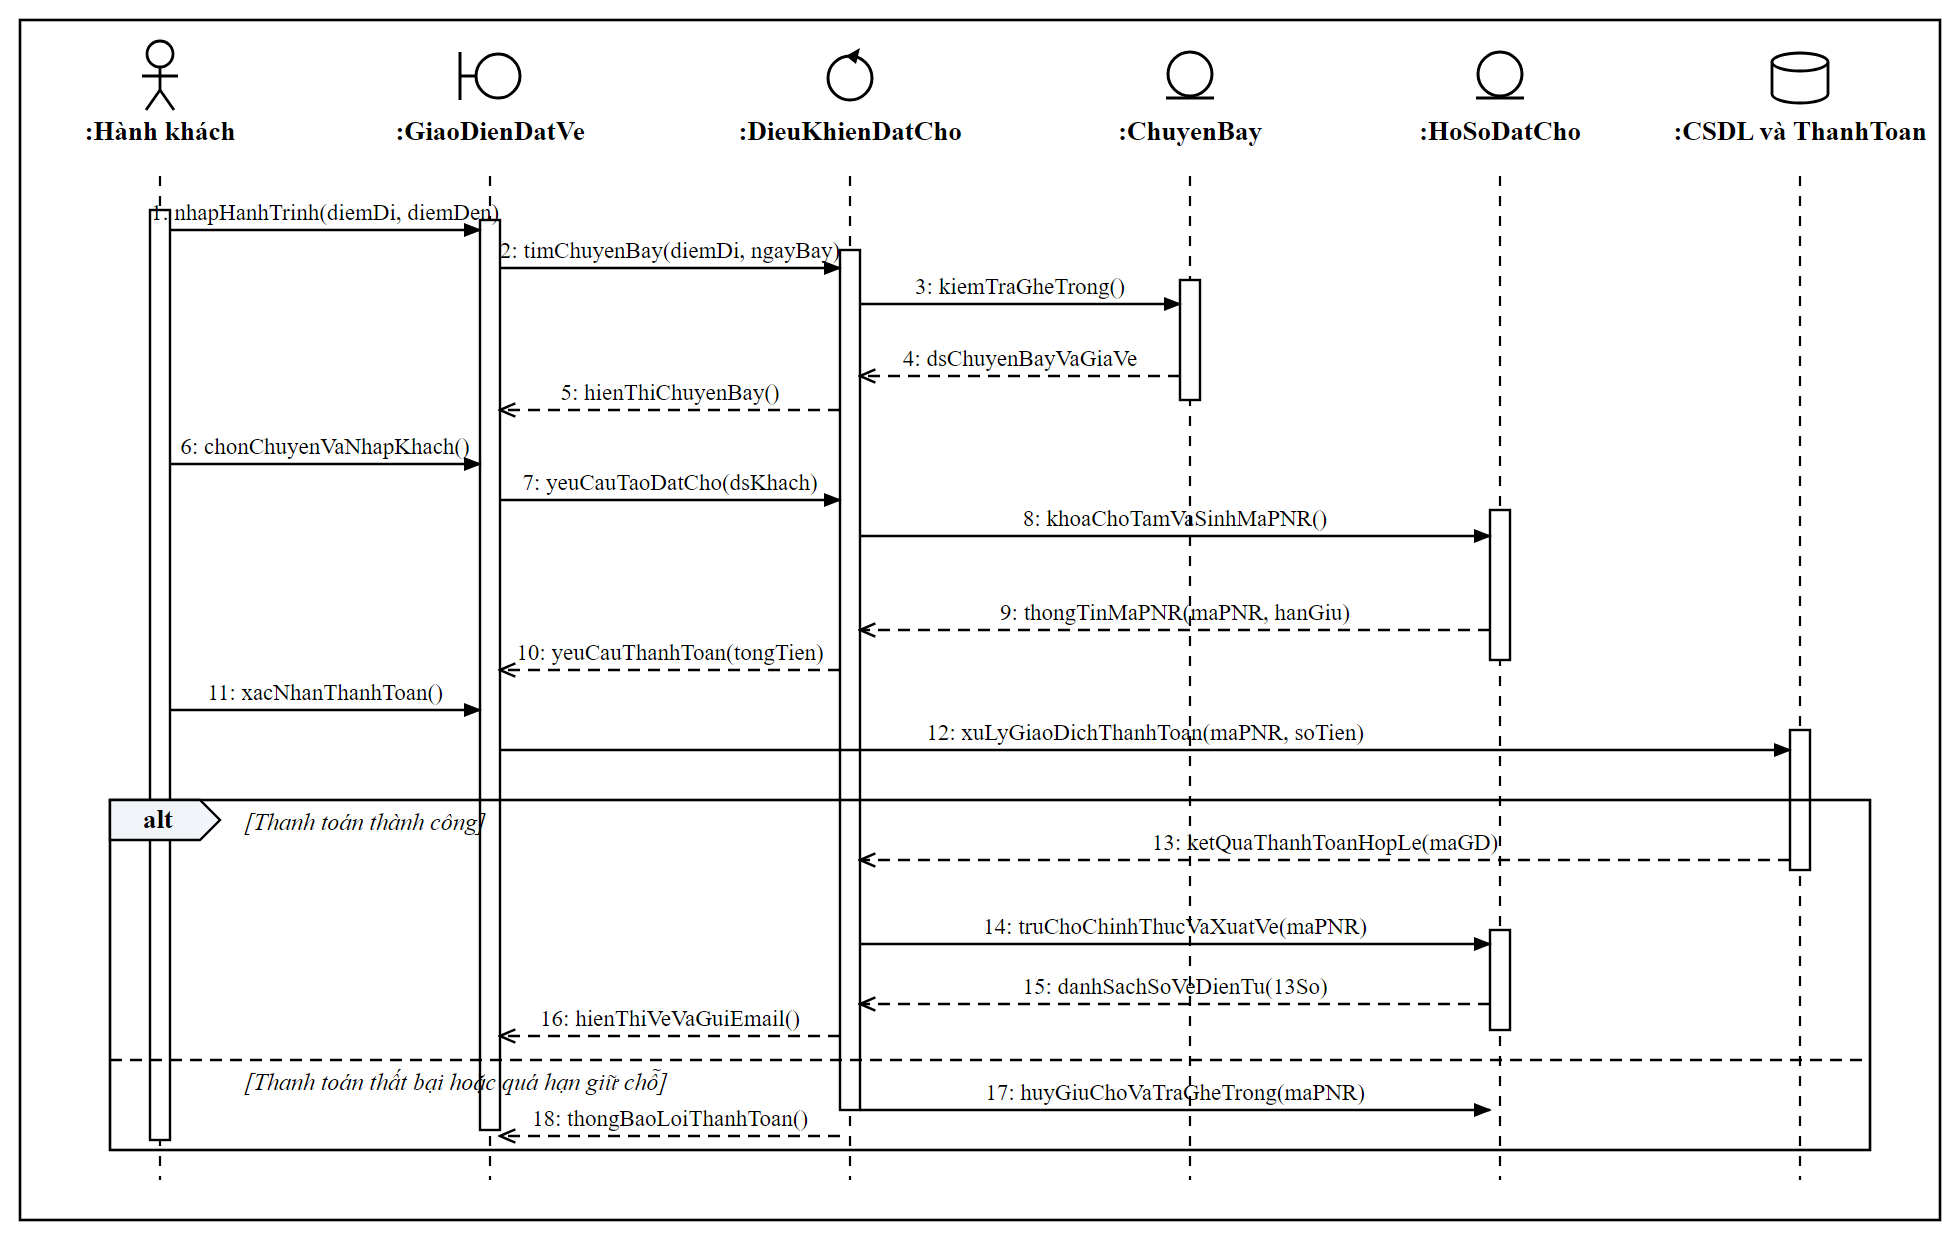 :Hành khách
:GiaoDienDatVe
:DieuKhienDatCho
:ChuyenBay
:HoSoDatCho
:CSDL và ThanhToan
1: nhapHanhTrinh(diemDi, diemDen)
2: timChuyenBay(diemDi, ngayBay)
3: kiemTraGheTrong()
4: dsChuyenBayVaGiaVe
5: hienThiChuyenBay()
6: chonChuyenVaNhapKhach()
7: yeuCauTaoDatCho(dsKhach)
8: khoaChoTamVaSinhMaPNR()
9: thongTinMaPNR(maPNR, hanGiu)
10: yeuCauThanhToan(tongTien)
11: xacNhanThanhToan()
12: xuLyGiaoDichThanhToan(maPNR, soTien)
alt
[Thanh toán thành công]
13: ketQuaThanhToanHopLe(maGD)
14: truChoChinhThucVaXuatVe(maPNR)
15: danhSachSoVeDienTu(13So)
16: hienThiVeVaGuiEmail()
[Thanh toán thất bại hoặc quá hạn giữ chỗ]
17: huyGiuChoVaTraGheTrong(maPNR)
18: thongBaoLoiThanhToan()